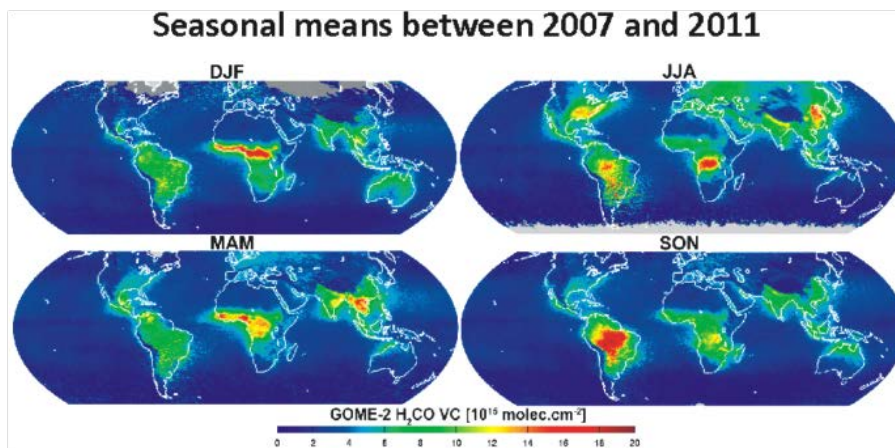 Seasonal means between 2007 and 2011
DJF
JJA
MAM
SON
GOME-2 H₂CO VC [10¹⁵ molec.cm⁻²]
0 2 4 6 8 10 12 14 16 18 20